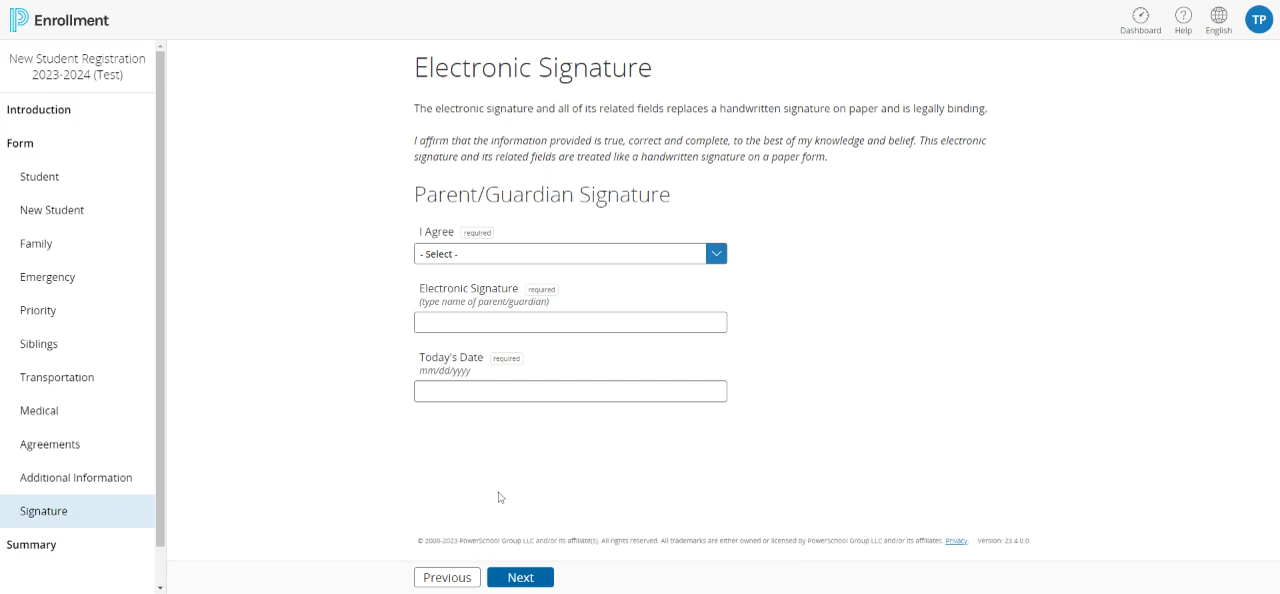 Enrollment
Dashboard
Help
English
TP
New Student Registration
2023-2024 (Test)
Introduction
Form
Student
New Student
Family
Emergency
Priority
Siblings
Transportation
Medical
Agreements
Additional Information
Signature
Summary
Electronic Signature
The electronic signature and all of its related fields replaces a handwritten signature on paper and is legally binding.
I affirm that the information provided is true, correct and complete, to the best of my knowledge and belief. This electronic
signature and its related fields are treated like a handwritten signature on a paper form.
Parent/Guardian Signature
I Agree required
- Select -
Electronic Signature required
(type name of parent/guardian)
Today's Date required
mm/dd/yyyy
© 2006-2023 PowerSchool Group LLC and/or its affiliate(s). All rights reserved. All trademarks are either owned or licensed by PowerSchool Group LLC and/or its affiliates. Privacy Version: 23.4.0.0
Previous
Next